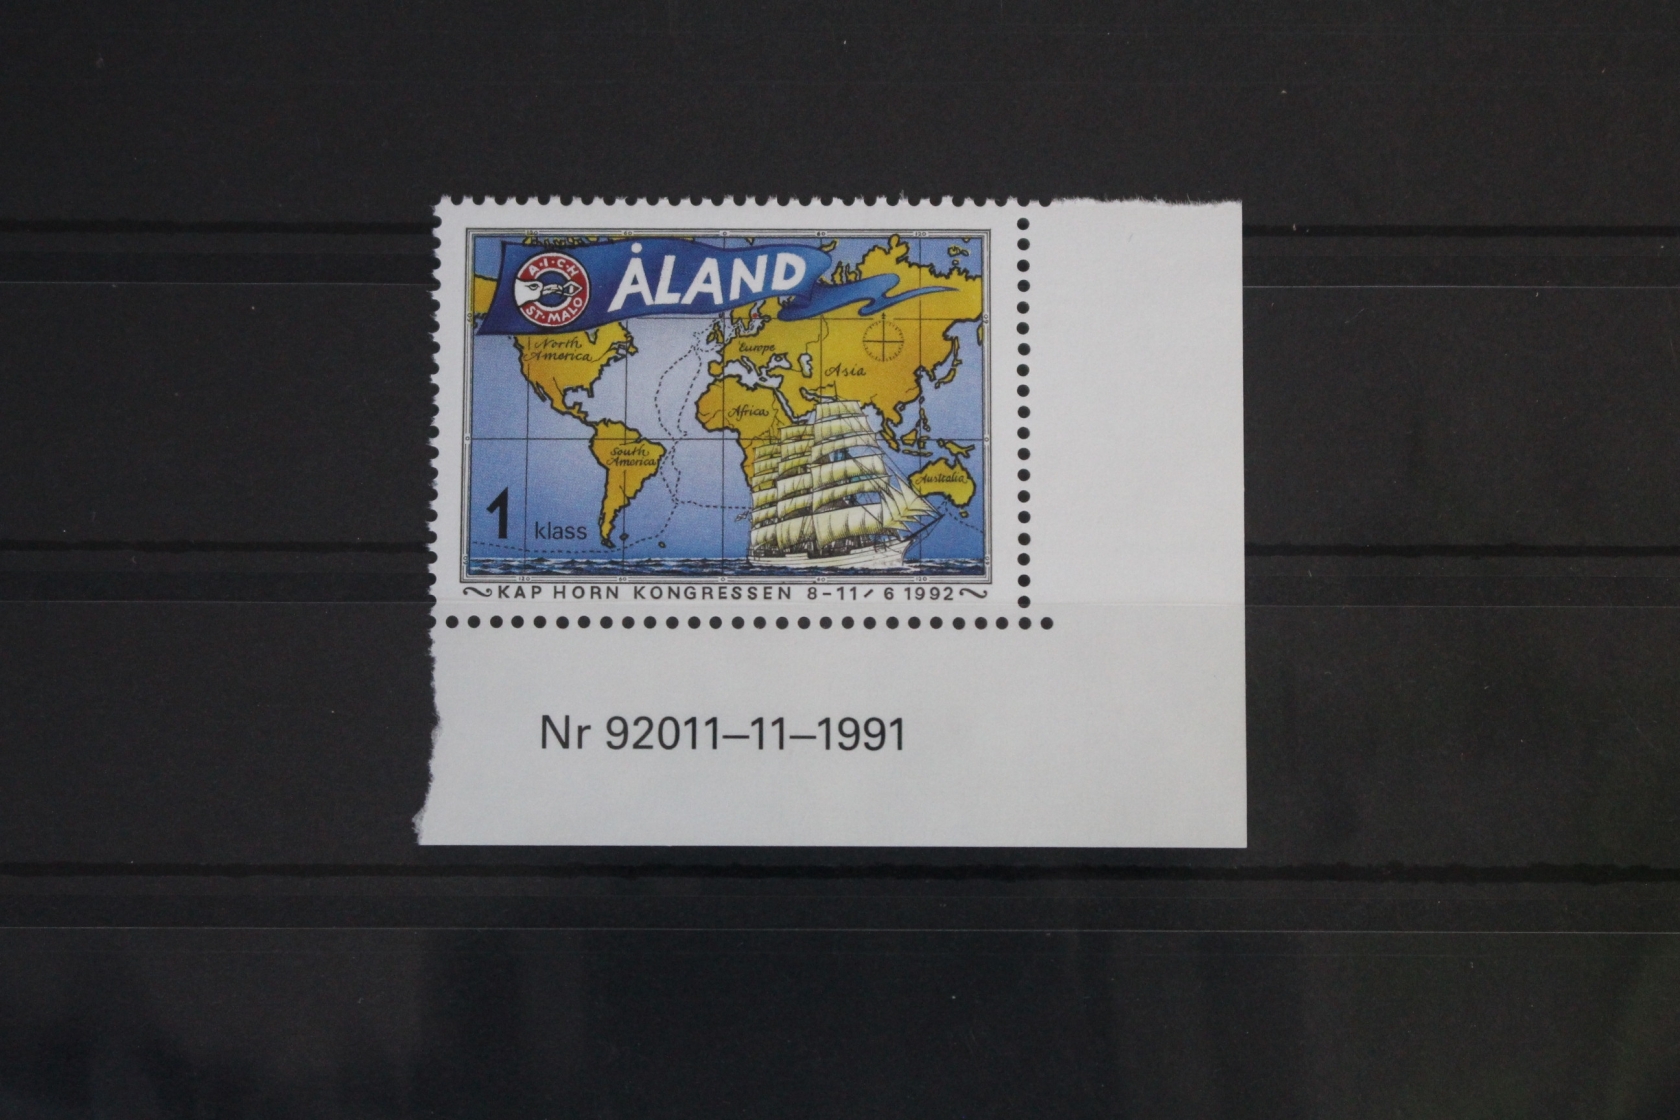 A·I·C·H
ST·MALO
ÅLAND
North
America
Europe
Asia
Africa
South
America
Australia
1 klass
KAP HORN KONGRESSEN 8-11/6 1992
Nr 92011–11–1991